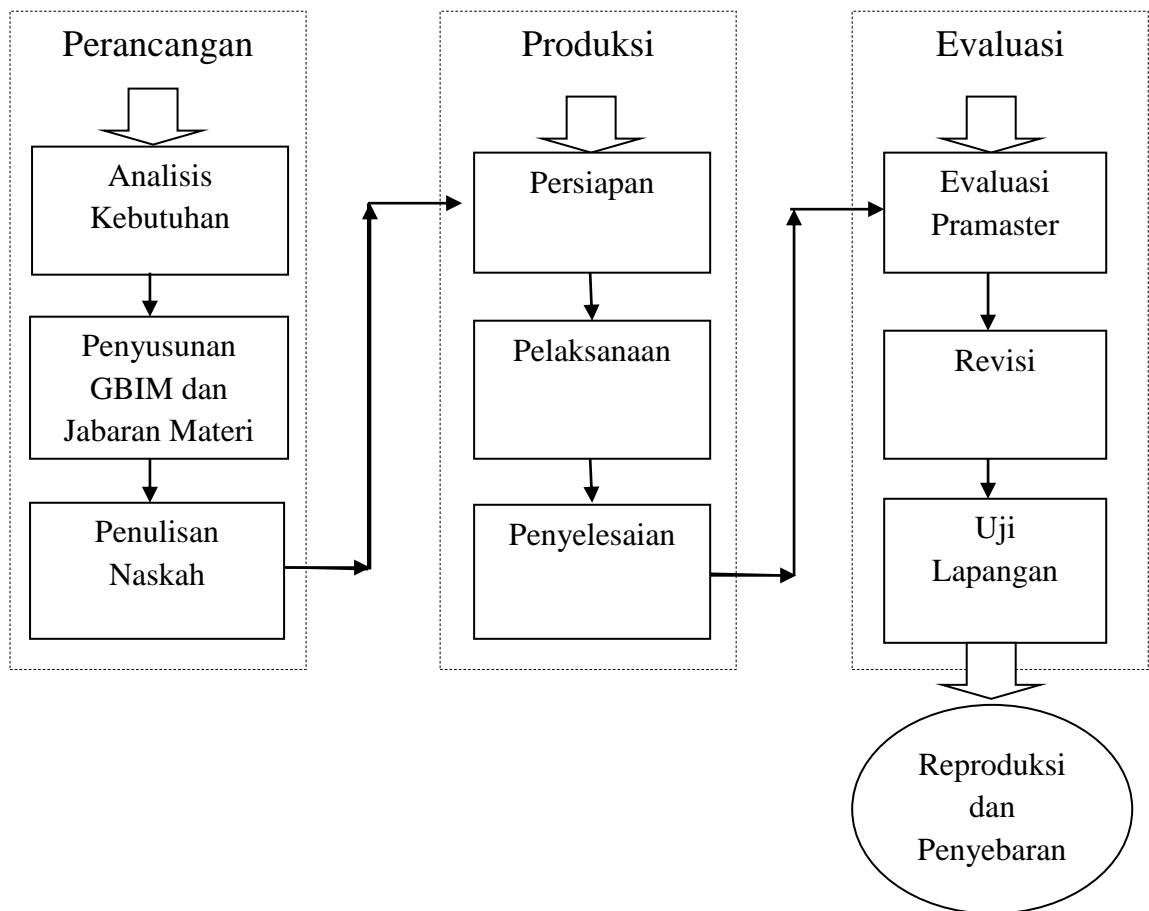 Perancangan
Analisis
Kebutuhan
Penyusunan
GBIM dan
Jabaran Materi
Penulisan
Naskah
Produksi
Persiapan
Pelaksanaan
Penyelesaian
Evaluasi
Evaluasi
Pramaster
Revisi
Uji
Lapangan
Reproduksi
dan
Penyebaran